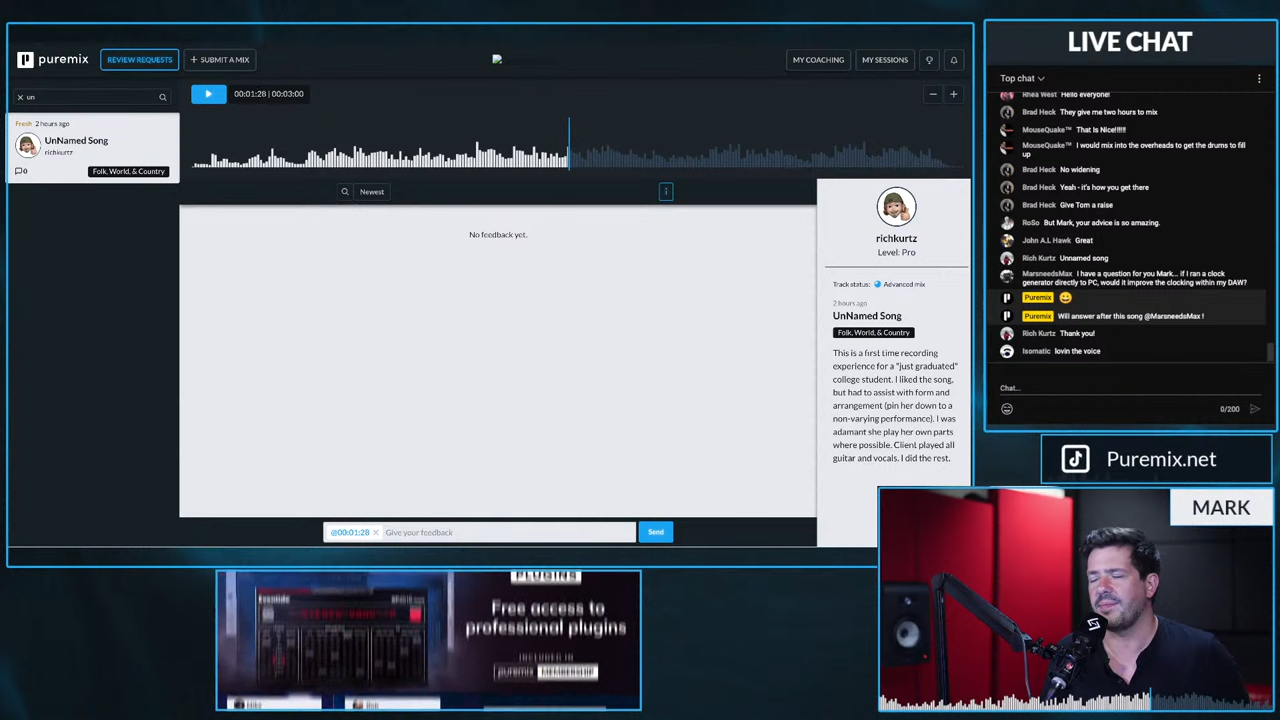 puremix
REVIEW REQUESTS
+ SUBMIT A MIX
MY COACHING
MY SESSIONS
un
00:01:28 | 00:03:00
Fresh 2 hours ago
UnNamed Song
richkurtz
0
Folk, World, & Country
Newest
No feedback yet.
@00:01:28
Give your feedback
Send
richkurtz
Level: Pro
Track status: Advanced mix
2 hours ago
UnNamed Song
Folk, World, & Country
This is a first time recording
experience for a "just graduated"
college student. I liked the song,
but had to assist with form and
arrangement (pin her down to a
non-varying performance). I was
adamant she play her own parts
where possible. Client played all
guitar and vocals. I did the rest.
LIVE CHAT
Top chat
Rhea West Hello everyone!
Brad Heck They give me two hours to mix
MouseQuake™ That Is Nice!!!!!!
MouseQuake™ I would mix into the overheads to get the drums to fill
up
Brad Heck No widening
Brad Heck Yeah - it's how you get there
Brad Heck Give Tom a raise
RoSo But Mark, your advice is so amazing.
John A.L Hawk Great
Rich Kurtz Unnamed song
MarsneedsMax I have a question for you Mark... if I ran a clock
generator directly to PC, would it improve the clocking within my DAW?
Puremix
Puremix Will answer after this song @MarsneedsMax !
Rich Kurtz Thank you!
Isomatic lovin the voice
Chat...
0/200
Puremix.net
MARK
PLUGINS
Free access to
professional plugins
INCLUDED IN
puremix MEMBERSHIP